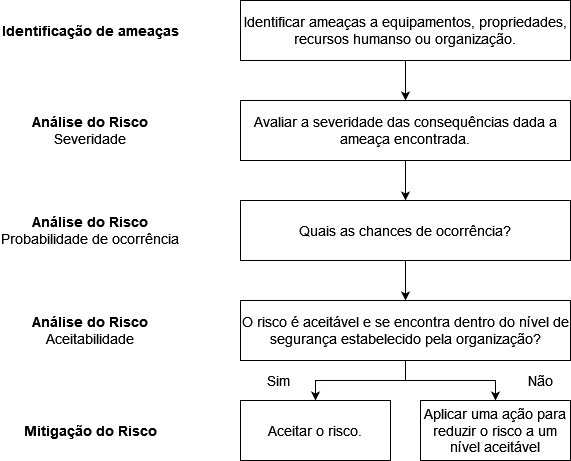 Identificação de ameaças
Identificar ameaças a equipamentos, propriedades,
recursos humanso ou organização.
Análise do Risco
Severidade
Avaliar a severidade das consequências dada a
ameaça encontrada.
Análise do Risco
Probabilidade de ocorrência
Quais as chances de ocorrência?
Análise do Risco
Aceitabilidade
O risco é aceitável e se encontra dentro do nível de
segurança estabelecido pela organização?
Sim
Não
Mitigação do Risco
Aceitar o risco.
Aplicar uma ação para
reduzir o risco a um
nível aceitável